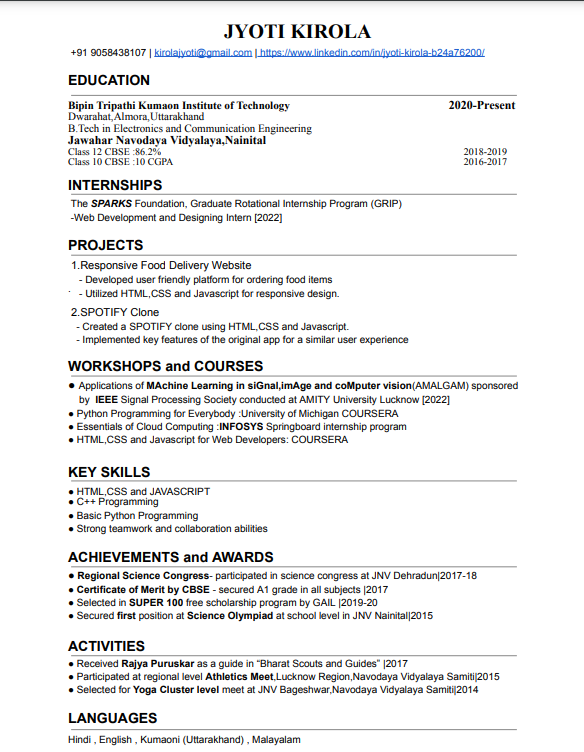 JYOTI KIROLA
+91 9058438107 | kirolajyoti@gmail.com | https://www.linkedin.com/in/jyoti-kirola-b24a76200/
EDUCATION
Bipin Tripathi Kumaon Institute of Technology 2020-Present
Dwarahat,Almora,Uttarakhand
B.Tech in Electronics and Communication Engineering
Jawahar Navodaya Vidyalaya,Nainital
Class 12 CBSE :86.2% 2018-2019
Class 10 CBSE :10 CGPA 2016-2017
INTERNSHIPS
The SPARKS Foundation, Graduate Rotational Internship Program (GRIP)
-Web Development and Designing Intern [2022]
PROJECTS
1.Responsive Food Delivery Website
- Developed user friendly platform for ordering food items
- Utilized HTML,CSS and Javascript for responsive design.
2.SPOTIFY Clone
- Created a SPOTIFY clone using HTML,CSS and Javascript.
- Implemented key features of the original app for a similar user experience
WORKSHOPS and COURSES
● Applications of MAchine Learning in siGnal,imAge and coMputer vision(AMALGAM) sponsored
by IEEE Signal Processing Society conducted at AMITY University Lucknow [2022]
● Python Programming for Everybody :University of Michigan COURSERA
● Essentials of Cloud Computing :INFOSYS Springboard internship program
● HTML,CSS and Javascript for Web Developers: COURSERA
KEY SKILLS
● HTML,CSS and JAVASCRIPT
● C++ Programming
● Basic Python Programming
● Strong teamwork and collaboration abilities
ACHIEVEMENTS and AWARDS
● Regional Science Congress- participated in science congress at JNV Dehradun|2017-18
● Certificate of Merit by CBSE - secured A1 grade in all subjects |2017
● Selected in SUPER 100 free scholarship program by GAIL |2019-20
● Secured first position at Science Olympiad at school level in JNV Nainital|2015
ACTIVITIES
● Received Rajya Puruskar as a guide in “Bharat Scouts and Guides” |2017
● Participated at regional level Athletics Meet,Lucknow Region,Navodaya Vidyalaya Samiti|2015
● Selected for Yoga Cluster level meet at JNV Bageshwar,Navodaya Vidyalaya Samiti|2014
LANGUAGES
Hindi , English , Kumaoni (Uttarakhand) , Malayalam